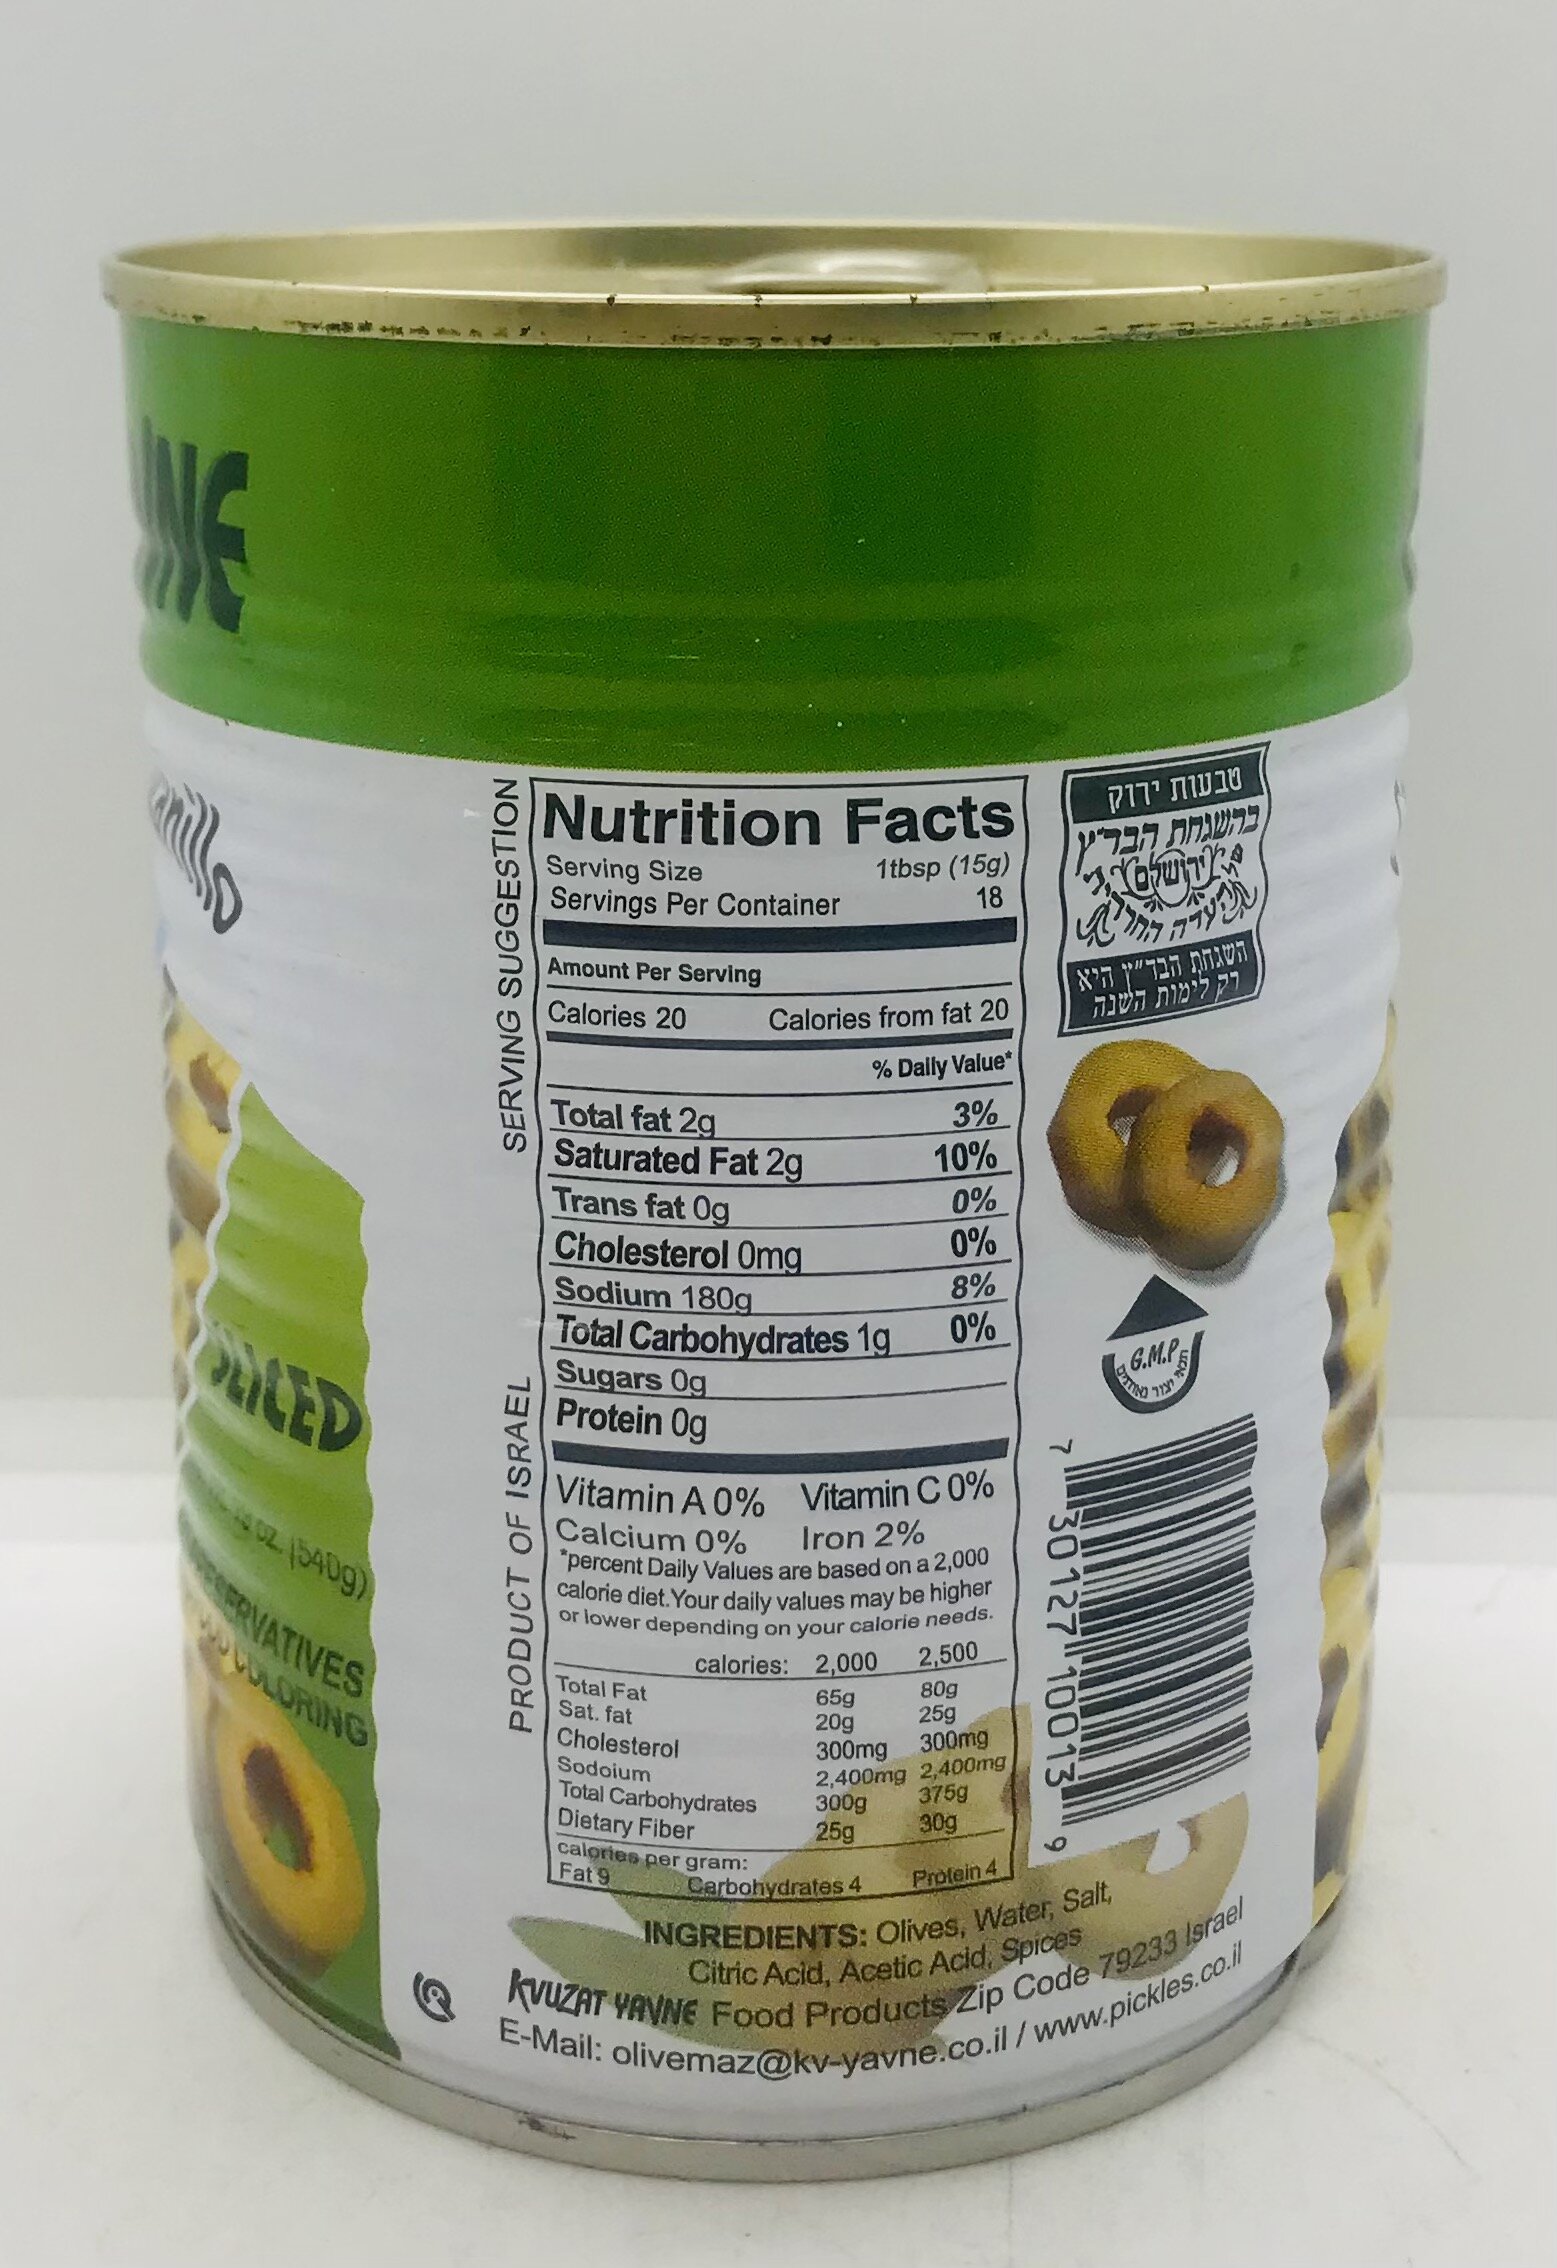 SERVING SUGGESTION
PRODUCT OF ISRAEL
Nutrition Facts
Serving Size 1tbsp (15g)
Servings Per Container 18
Amount Per Serving
Calories 20 Calories from fat 20
% Daily Value*
Total fat 2g 3%
Saturated Fat 2g 10%
Trans fat 0g 0%
Cholesterol 0mg 0%
Sodium 180g 8%
Total Carbohydrates 1g 0%
Sugars 0g
Protein 0g
Vitamin A 0% Vitamin C 0%
Calcium 0% Iron 2%
*percent Daily Values are based on a 2,000
calorie diet.Your daily values may be higher
or lower depending on your calorie needs.
calories: 2,000 2,500
Total Fat 65g 80g
Sat. fat 20g 25g
Cholesterol 300mg 300mg
Sodoium 2,400mg 2,400mg
Total Carbohydrates 300g 375g
Dietary Fiber 25g 30g
calories per gram:
Fat 9 Carbohydrates 4 Protein 4
INGREDIENTS: Olives, Water, Salt,
Citric Acid, Acetic Acid, Spices
KVUZAT YAVNE Food Products Zip Code 79233 Israel
E-Mail: olivemaz@kv-yavne.co.il / www.pickles.co.il
טבעות ירוק
בהשגחת הבד"ץ
ירושלים
העדה החרדית
השגחת הבד"ץ היא
רק לימות השנה
G.M.P.
תנאי יצור נאותים
7 30127 10013 9
SLICED
oz. (540g)
COLORING